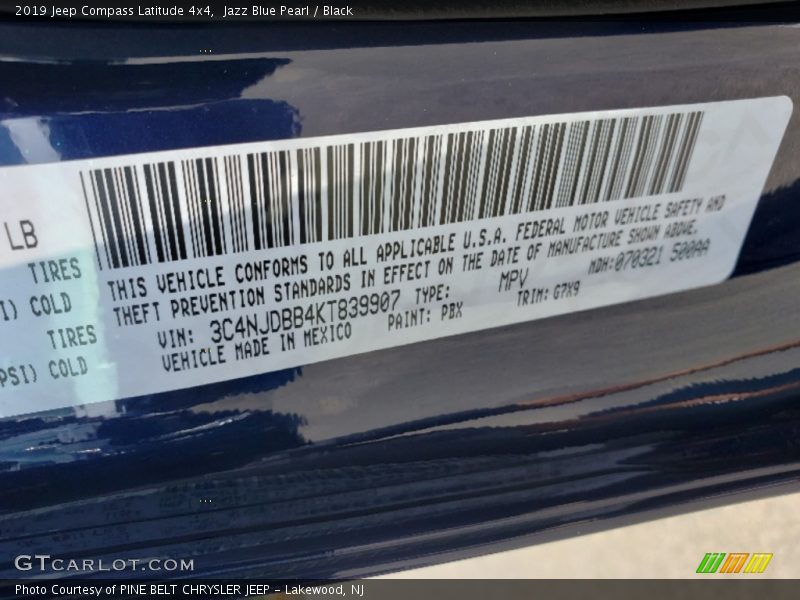 2019 Jeep Compass Latitude 4x4,  Jazz Blue Pearl / Black
LB
TIRES
I) COLD
TIRES
PSI) COLD
THIS VEHICLE CONFORMS TO ALL APPLICABLE U.S.A. FEDERAL MOTOR VEHICLE SAFETY AND
THEFT PREVENTION STANDARDS IN EFFECT ON THE DATE OF MANUFACTURE SHOWN ABOVE.
VIN: 3C4NJDBB4KT839907 TYPE: MPV MDH:070321 500AA
VEHICLE MADE IN MEXICO PAINT: PBX TRIM: G7X9
GTCARLOT.COM
Photo Courtesy of PINE BELT CHRYSLER JEEP - Lakewood, NJ